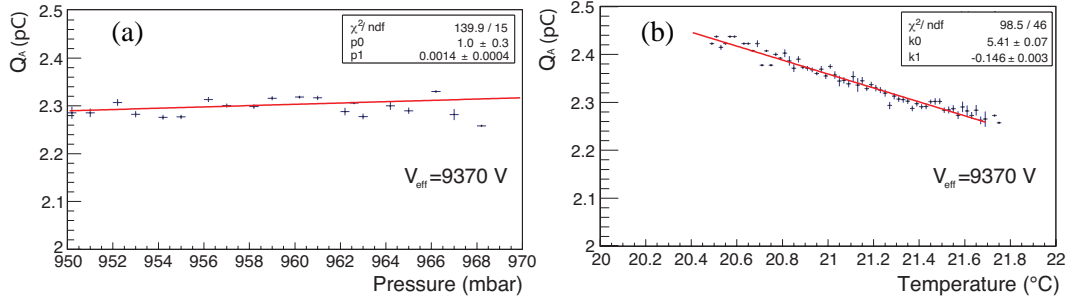 (a)
χ²/ ndf 139.9 / 15
p0 1.0 ± 0.3
p1 0.0014 ± 0.0004
Q_A (pC)
2.5
2.4
2.3
2.2
2.1
2
V_eff=9370 V
950 952 954 956 958 960 962 964 966 968 970
Pressure (mbar)
(b)
χ²/ ndf 98.5 / 46
k0 5.41 ± 0.07
k1 -0.146 ± 0.003
Q_A (pC)
2.5
2.4
2.3
2.2
2.1
2
V_eff=9370 V
20 20.2 20.4 20.6 20.8 21 21.2 21.4 21.6 21.8 22
Temperature (°C)